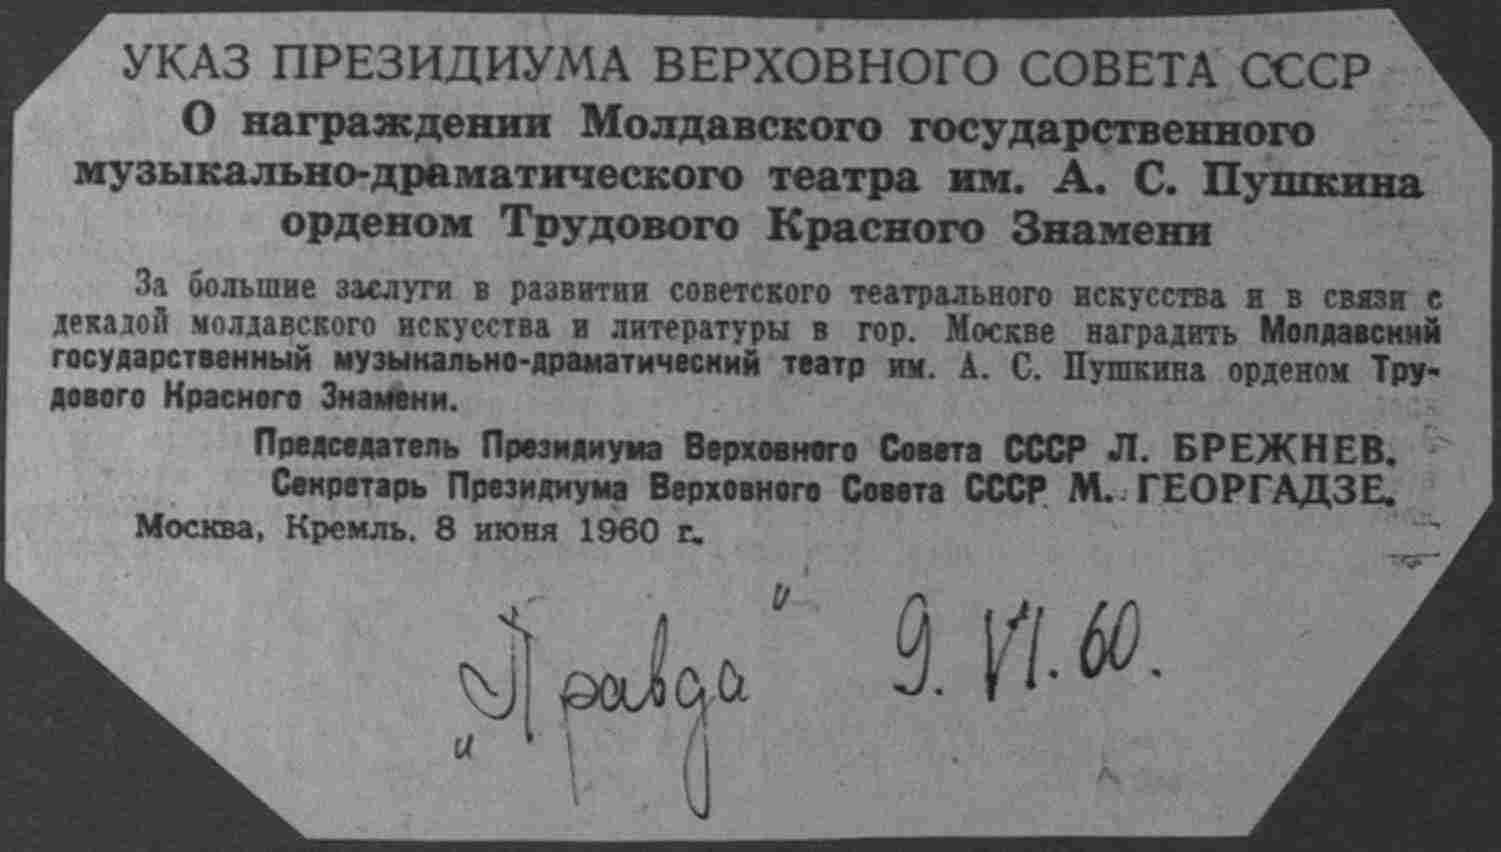 УКАЗ ПРЕЗИДИУМА ВЕРХОВНОГО СОВЕТА СССР
О награждении Молдавского государственного
музыкально-драматического театра им. А. С. Пушкина
орденом Трудового Красного Знамени
За большие заслуги в развитии советского театрального искусства и в связи с
декадой молдавского искусства и литературы в гор. Москве наградить Молдавский
государственный музыкально-драматический театр им. А. С. Пушкина орденом Тру-
дового Красного Знамени.
Председатель Президиума Верховного Совета СССР Л. БРЕЖНЕВ.
Секретарь Президиума Верховного Совета СССР М. ГЕОРГАДЗЕ.
Москва, Кремль. 8 июня 1960 г.
„Правда" 9. VI. 60.